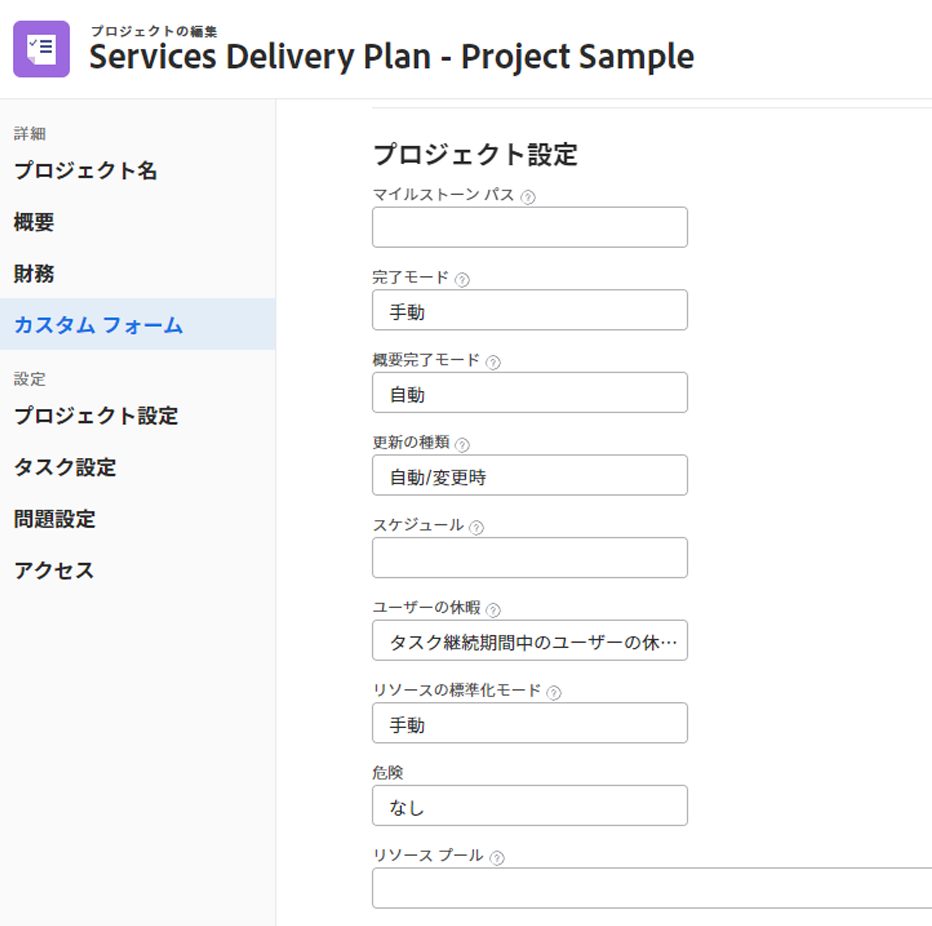 プロジェクトの編集
Services Delivery Plan - Project Sample
詳細
プロジェクト名
概要
財務
カスタム フォーム
設定
プロジェクト設定
タスク設定
問題設定
アクセス
プロジェクト設定
マイルストーン パス ?
完了モード ?
手動
概要完了モード ?
自動
更新の種類 ?
自動/変更時
スケジュール ?
ユーザーの休暇 ?
タスク継続期間中のユーザーの休…
リソースの標準化モード ?
手動
危険
なし
リソース プール ?